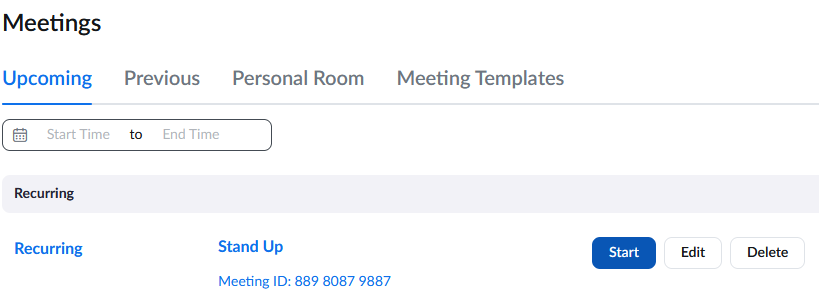 Meetings
Upcoming Previous Personal Room Meeting Templates
Start Time to End Time
Recurring
Recurring Stand Up Start Edit Delete
Meeting ID: 889 8087 9887